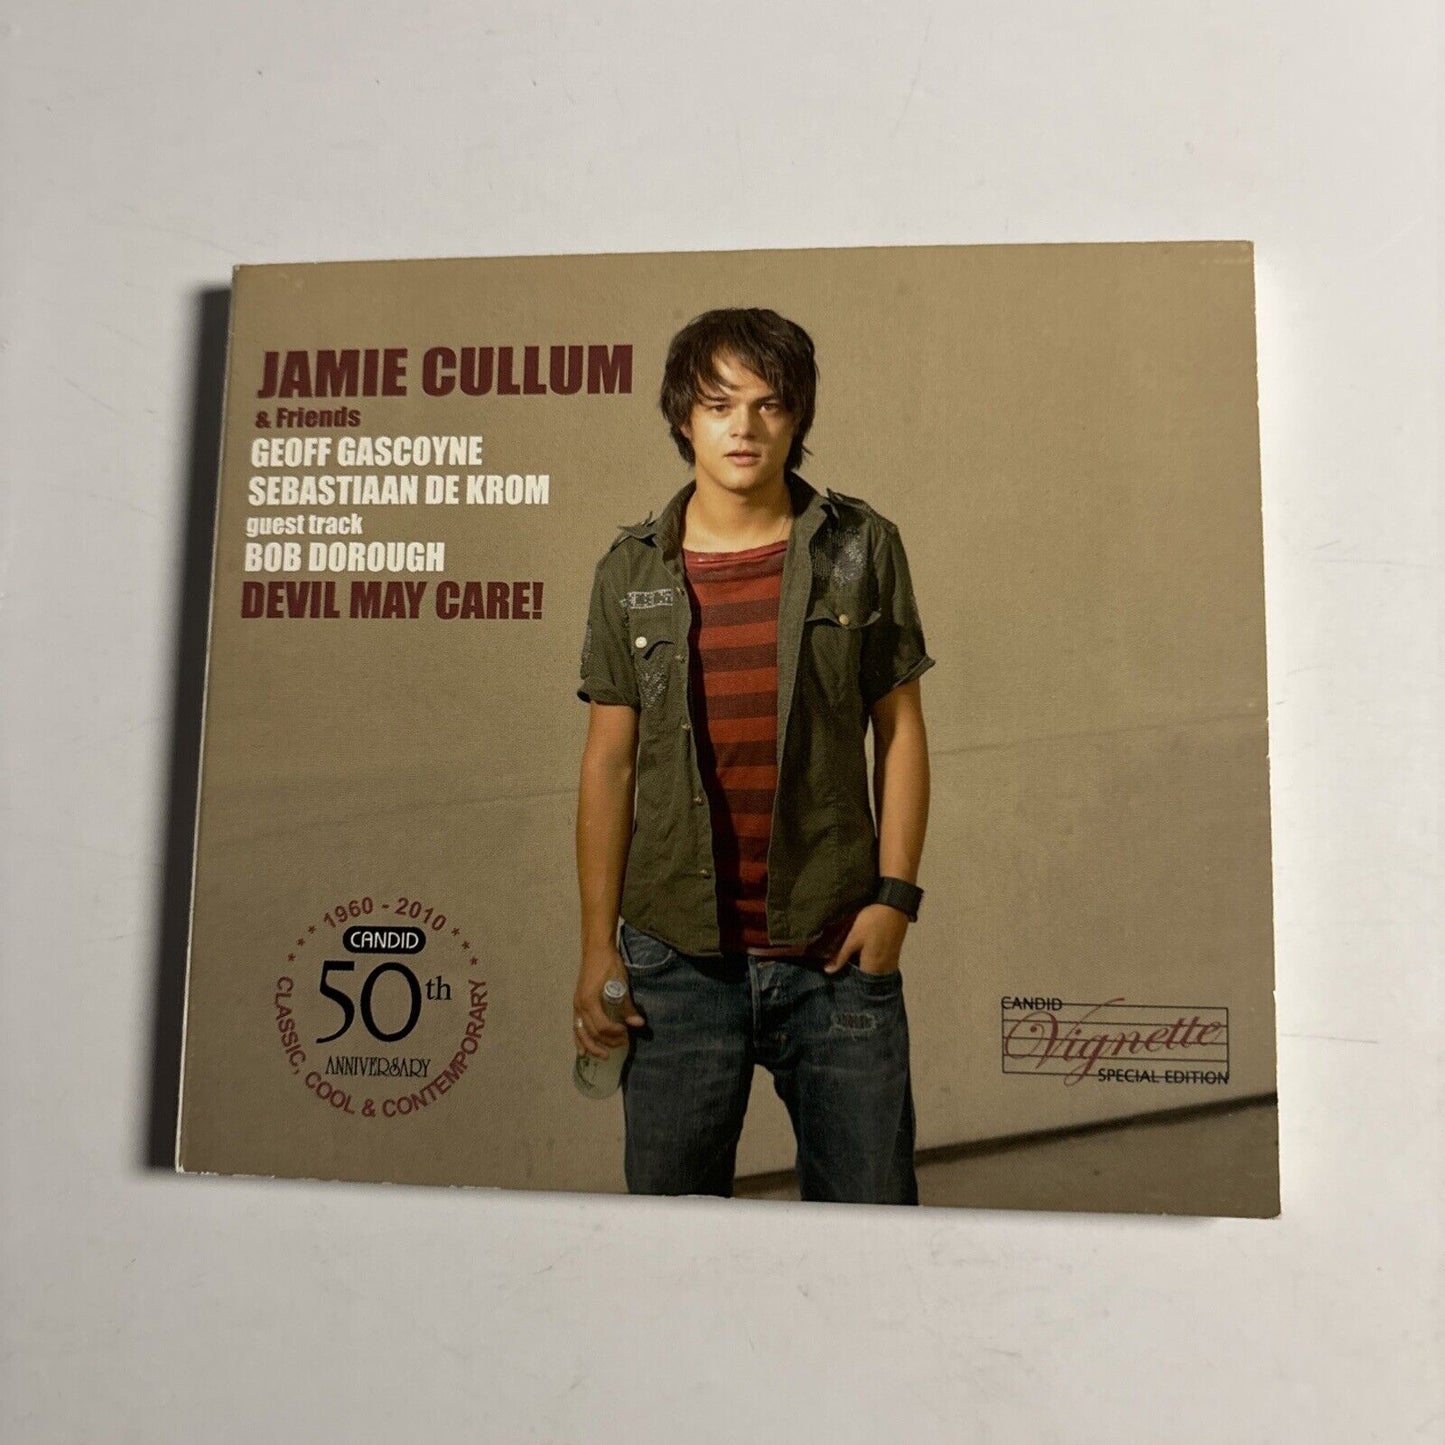 JAMIE CULLUM
& Friends
GEOFF GASCOYNE
SEBASTIAAN DE KROM
guest track
BOB DOROUGH
DEVIL MAY CARE!
* * * 1960 - 2010 * * *
CANDID
50th
ANNIVERSARY
CLASSIC, COOL & CONTEMPORARY
CANDID
Vignette
SPECIAL EDITION